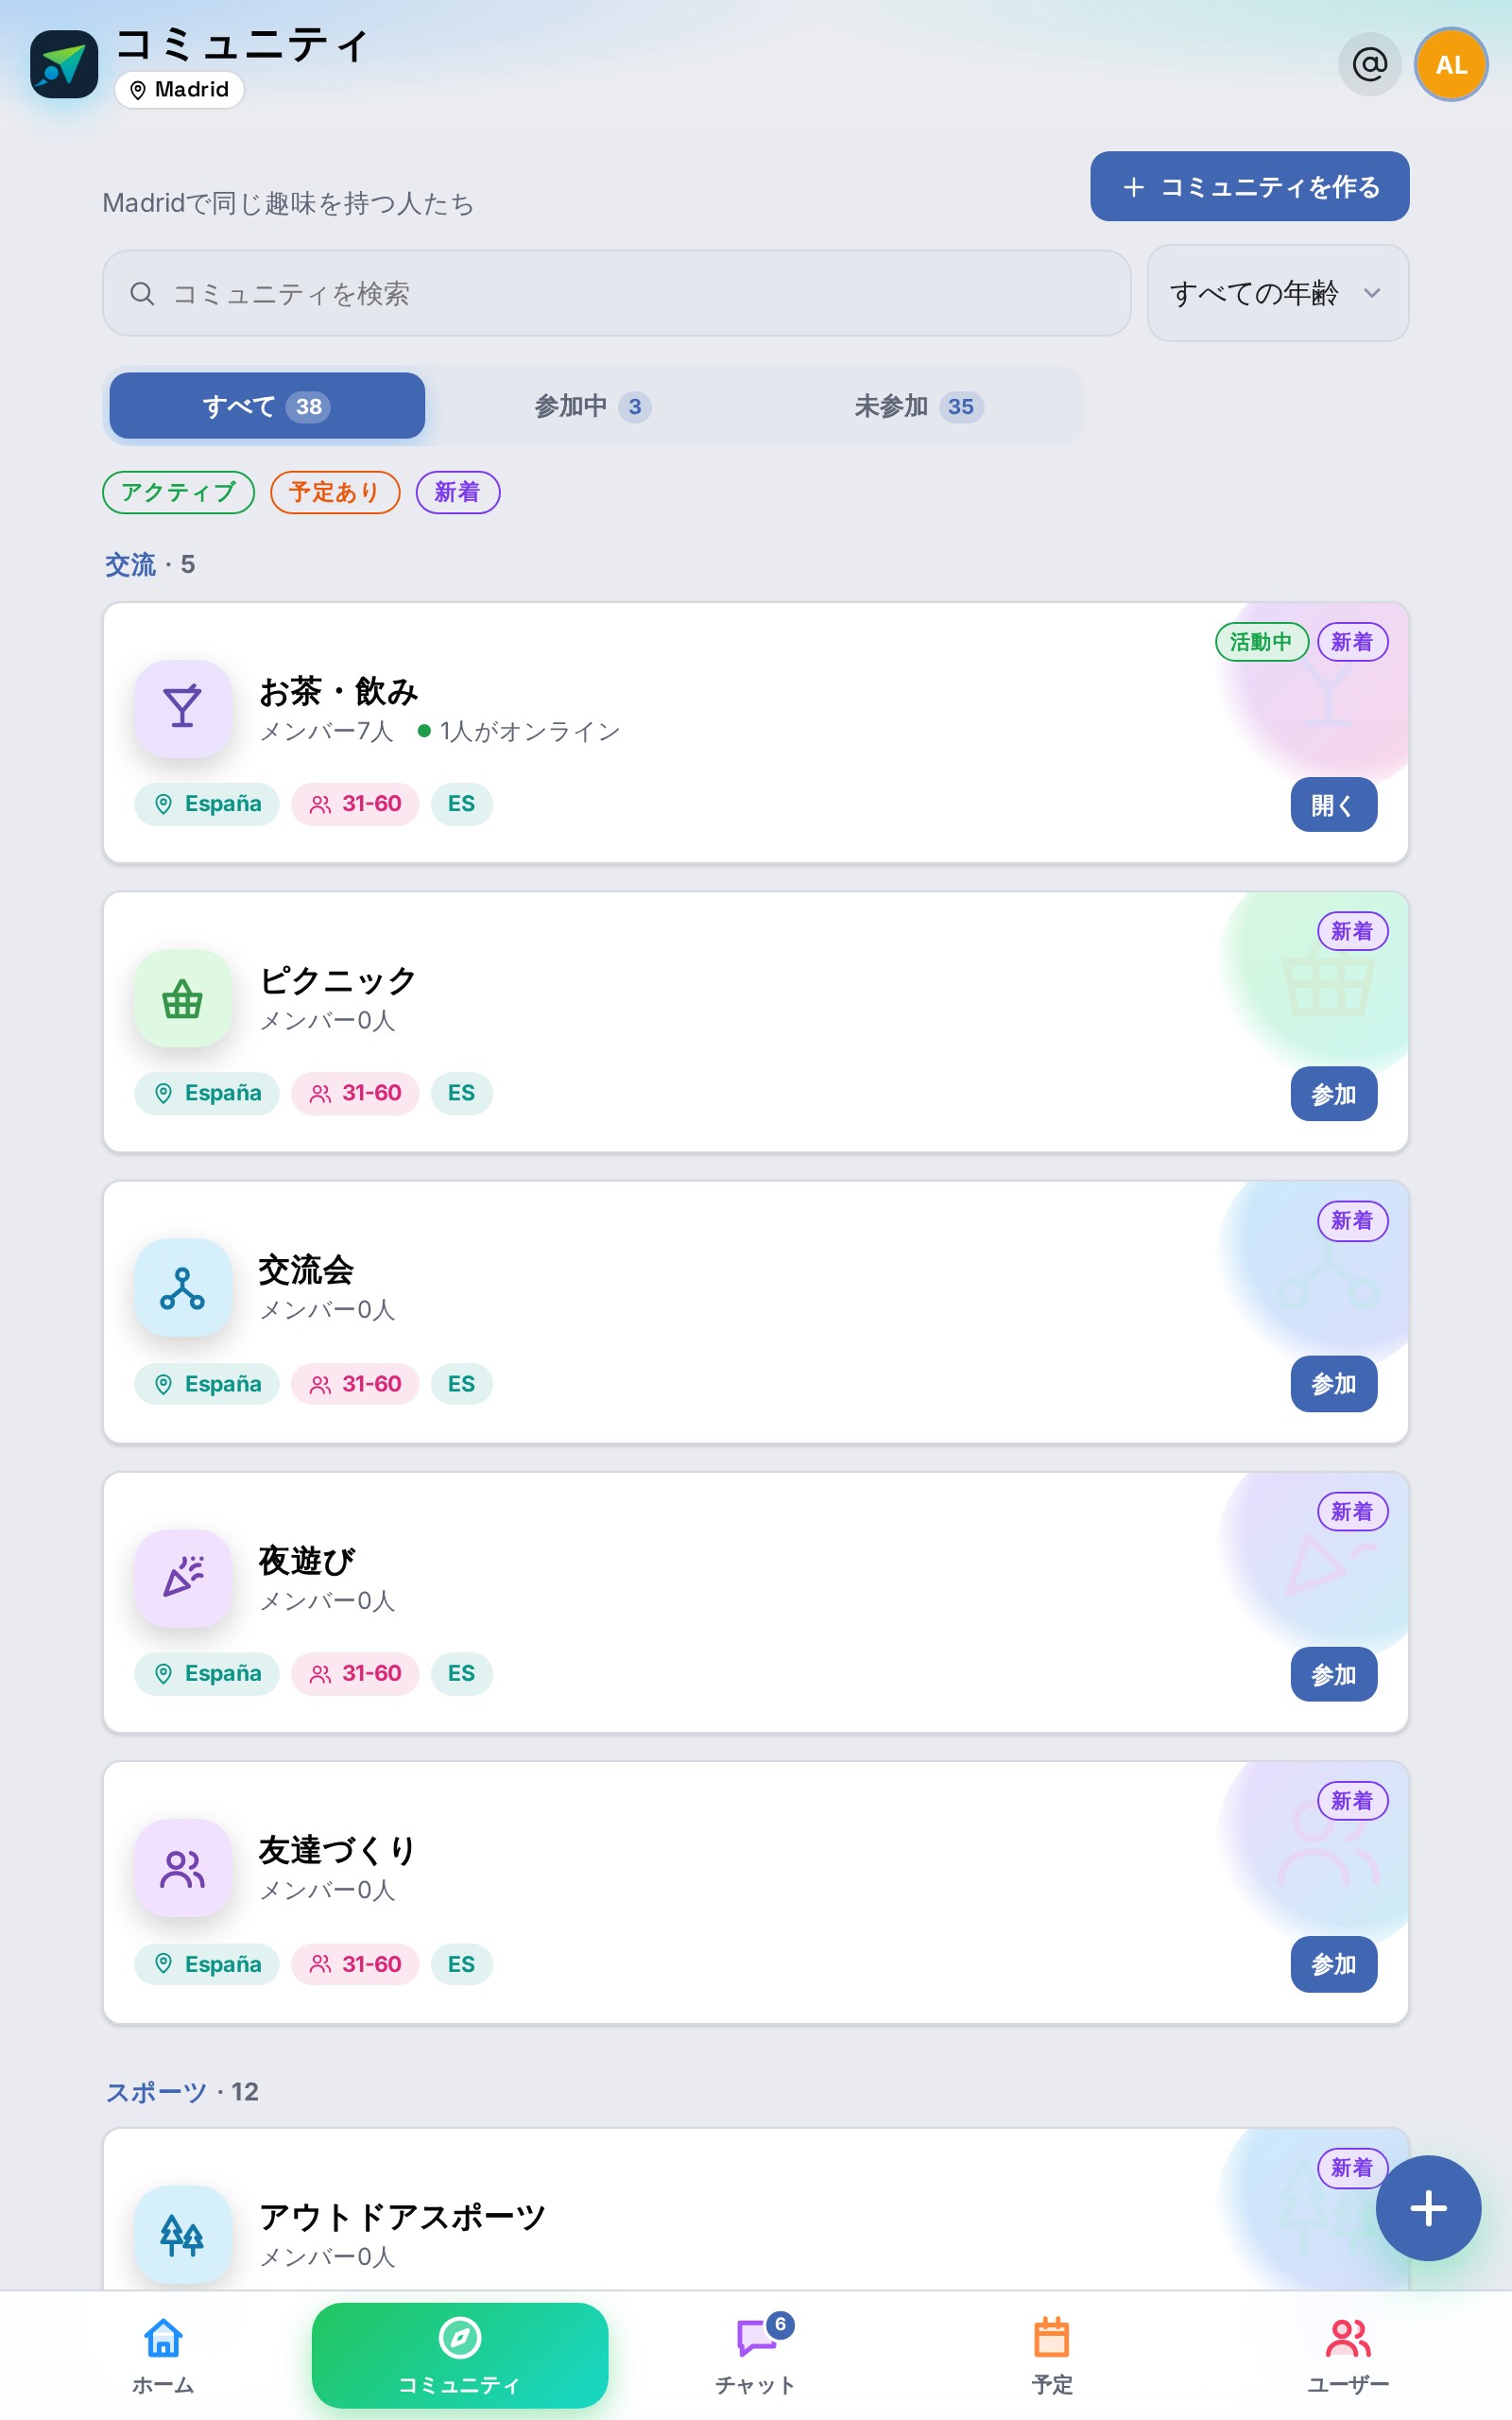 コミュニティ
Madrid
@
AL
Madridで同じ趣味を持つ人たち
+ コミュニティを作る
コミュニティを検索
すべての年齢
すべて 38
参加中 3
未参加 35
アクティブ
予定あり
新着
交流 · 5
活動中
新着
お茶・飲み
メンバー7人
1人がオンライン
España
31-60
ES
開く
新着
ピクニック
メンバー0人
España
31-60
ES
参加
新着
交流会
メンバー0人
España
31-60
ES
参加
新着
夜遊び
メンバー0人
España
31-60
ES
参加
新着
友達づくり
メンバー0人
España
31-60
ES
参加
スポーツ · 12
新着
アウトドアスポーツ
メンバー0人
+
ホーム
コミュニティ
6
チャット
予定
ユーザー